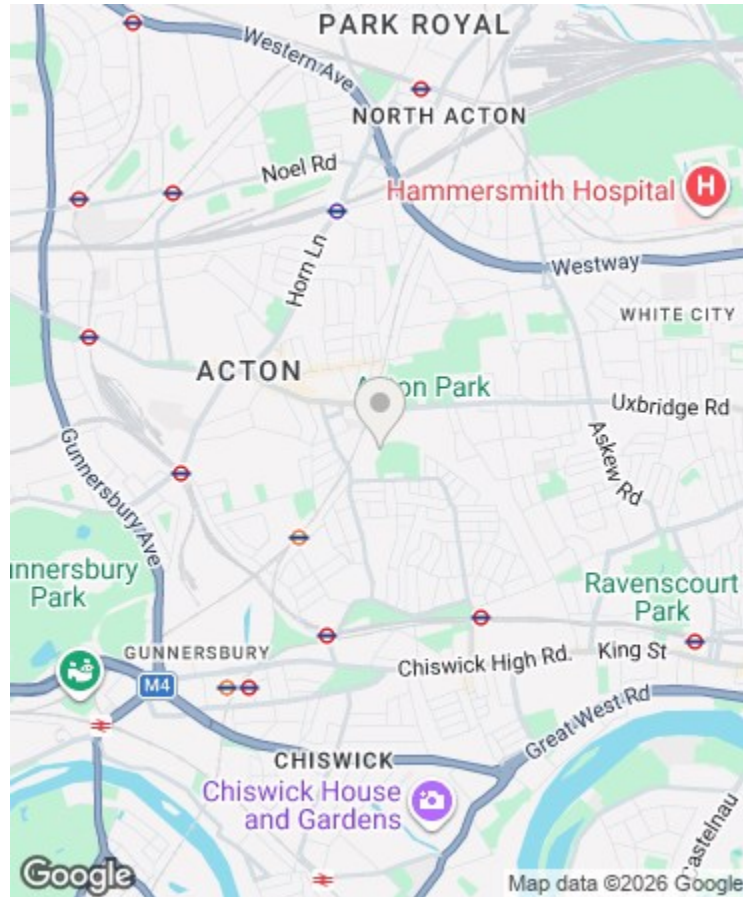 PARK ROYAL
Western Ave
NORTH ACTON
Noel Rd
Hammersmith Hospital
H
Horn Ln
Westway
WHITE CITY
ACTON
Park
Uxbridge Rd
Askew Rd
Gunnersbury Ave
Park
Ravenscourt
Park
GUNNERSBURY
Chiswick High Rd.
King St
M4
Great West Rd
CHISWICK
Chiswick House
and Gardens
Google
Map data ©2026 Google